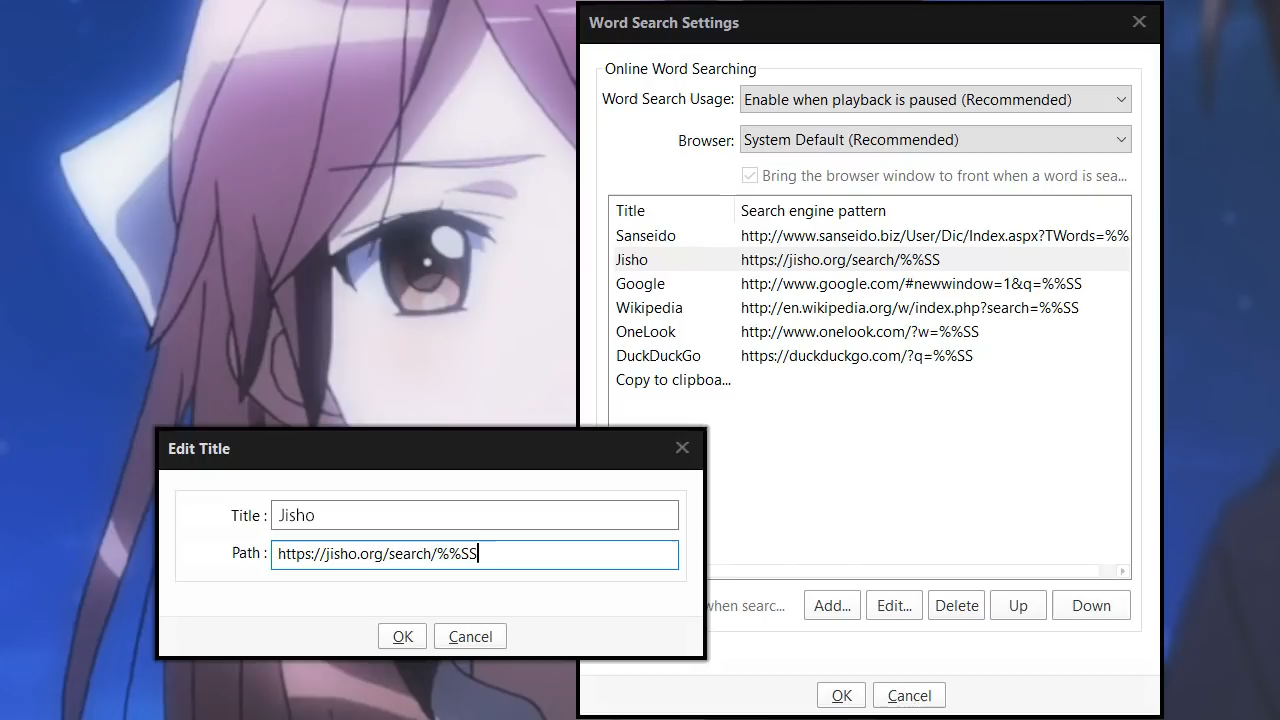 Word Search Settings
Online Word Searching
Word Search Usage: Enable when playback is paused (Recommended)
Browser: System Default (Recommended)
Bring the browser window to front when a word is sea...
Title Search engine pattern
Sanseido http://www.sanseido.biz/User/Dic/Index.aspx?TWords=%%
Jisho https://jisho.org/search/%%SS
Google http://www.google.com/#newwindow=1&q=%%SS
Wikipedia http://en.wikipedia.org/w/index.php?search=%%SS
OneLook http://www.onelook.com/?w=%%SS
DuckDuckGo https://duckduckgo.com/?q=%%SS
Copy to clipboa...
when searc... Add... Edit... Delete Up Down
OK Cancel
Edit Title
Title : Jisho
Path : https://jisho.org/search/%%SS
OK Cancel